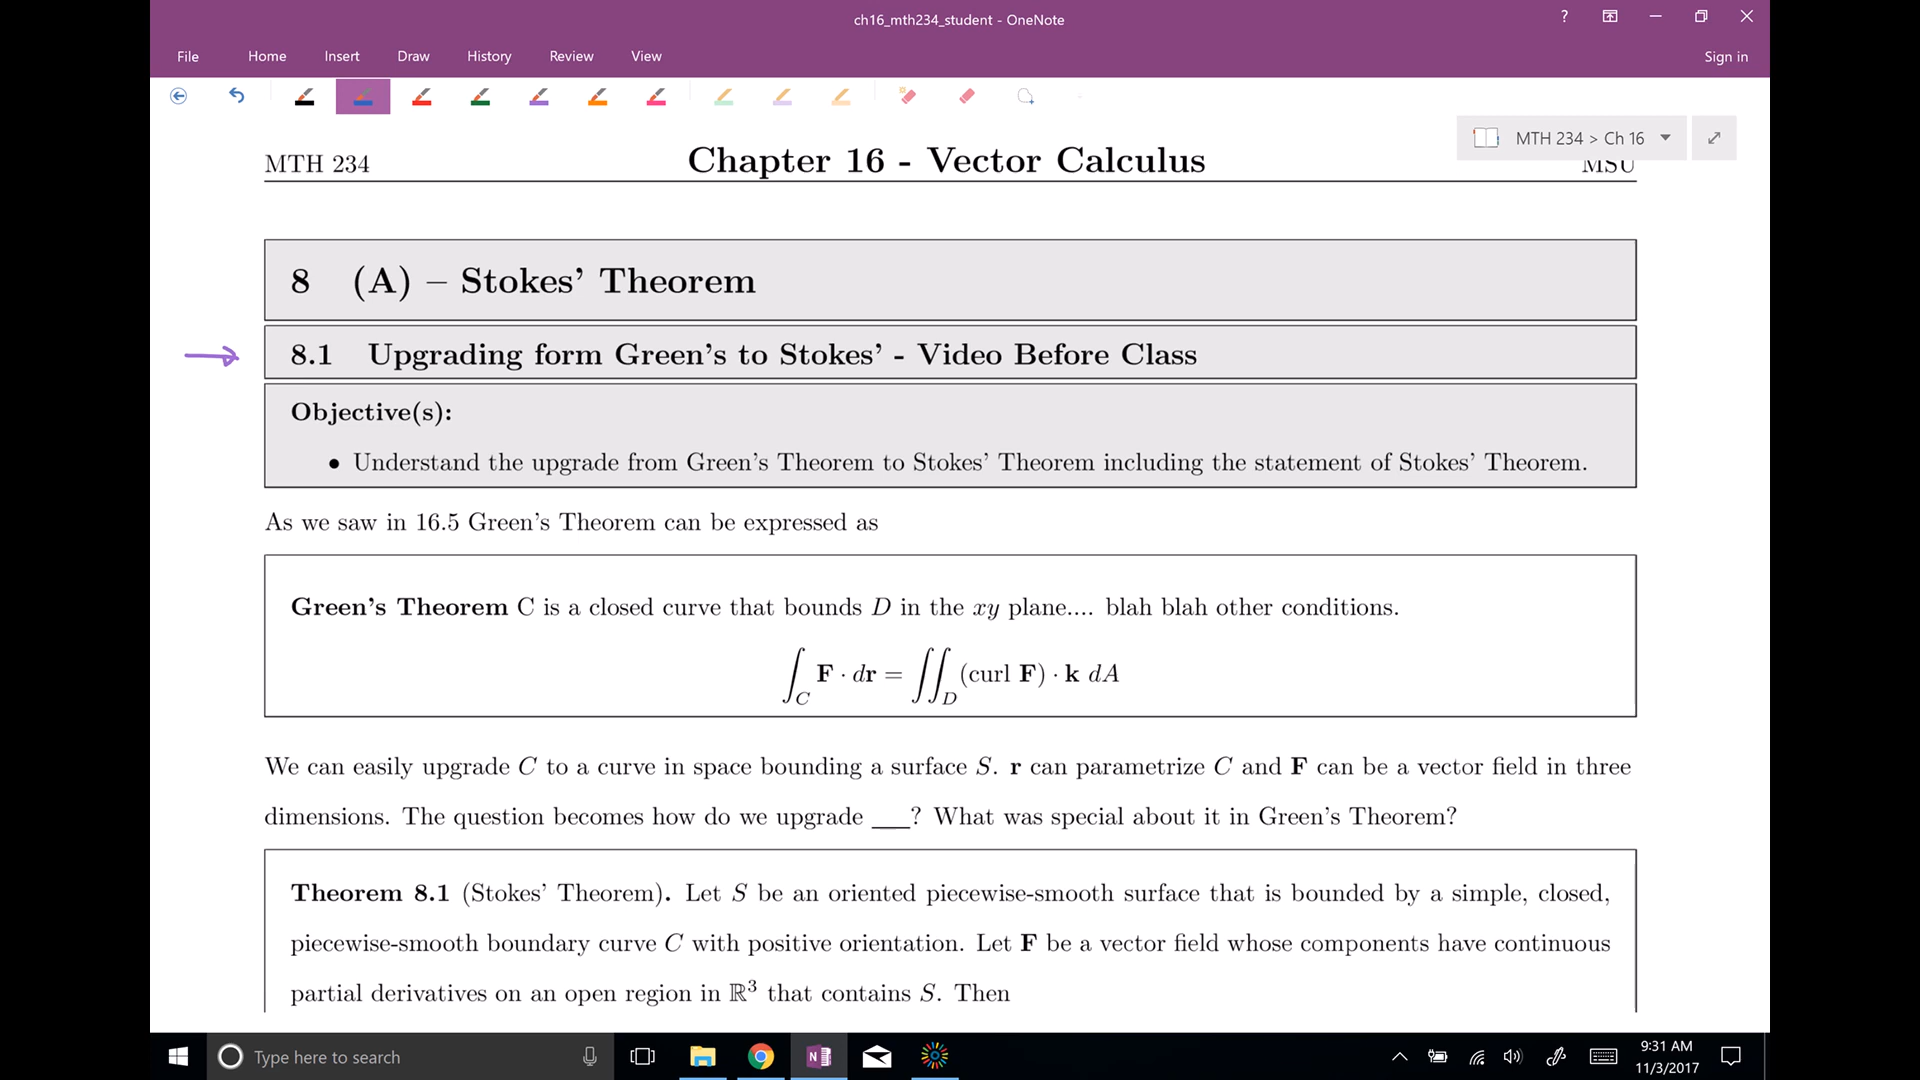 ch16_mth234_student - OneNote
?
File Home Insert Draw History Review View Sign in
MTH 234 > Ch 16
MTH 234 Chapter 16 - Vector Calculus MSU
8 (A) – Stokes' Theorem
8.1 Upgrading form Green's to Stokes' - Video Before Class
Objective(s):
• Understand the upgrade from Green's Theorem to Stokes' Theorem including the statement of Stokes' Theorem.
As we saw in 16.5 Green's Theorem can be expressed as
Green's Theorem C is a closed curve that bounds D in the xy plane.... blah blah other conditions.
∫_C F · dr = ∬_D (curl F) · k dA
We can easily upgrade C to a curve in space bounding a surface S. r can parametrize C and F can be a vector field in three
dimensions. The question becomes how do we upgrade ___? What was special about it in Green's Theorem?
Theorem 8.1 (Stokes' Theorem). Let S be an oriented piecewise-smooth surface that is bounded by a simple, closed,
piecewise-smooth boundary curve C with positive orientation. Let F be a vector field whose components have continuous
partial derivatives on an open region in ℝ³ that contains S. Then
Type here to search
9:31 AM
11/3/2017